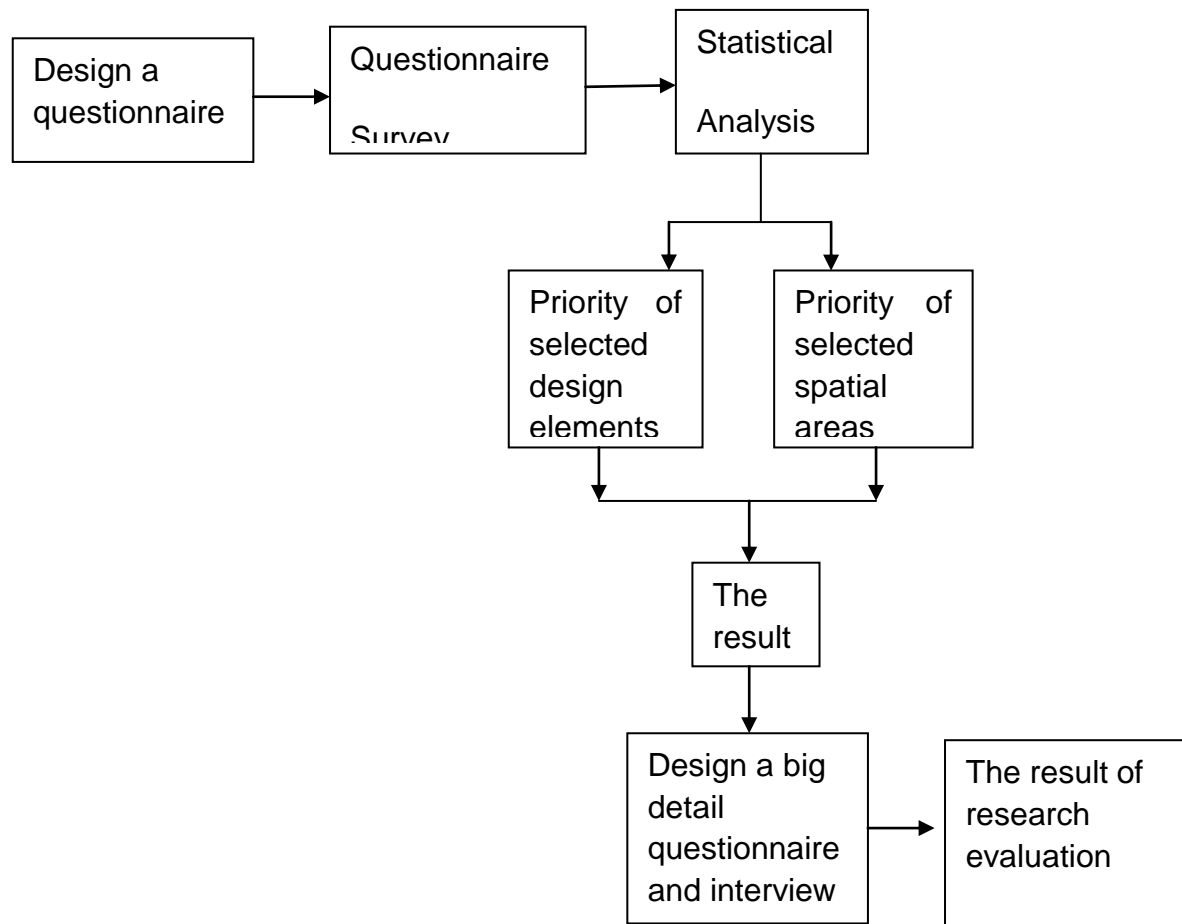 Design a
questionnaire
Questionnaire
Survey
Statistical
Analysis
Priority of
selected
design
elements
Priority of
selected
spatial
areas
The
result
Design a big
detail
questionnaire
and interview
The result of
research
evaluation